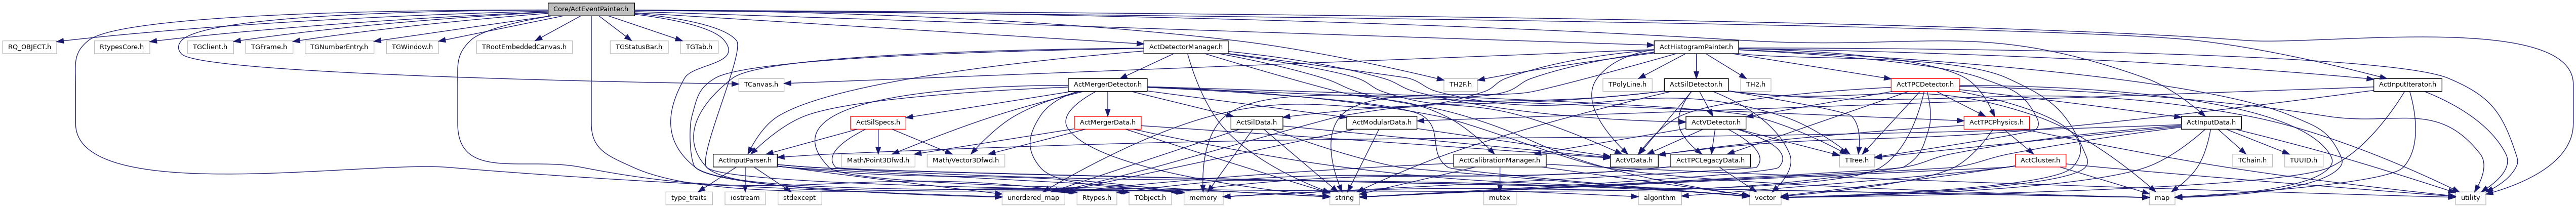 Core/ActEventPainter.h
RQ_OBJECT.h
RtypesCore.h
TGClient.h
TGFrame.h
TGNumberEntry.h
TGWindow.h
TRootEmbeddedCanvas.h
TGStatusBar.h
TGTab.h
ActDetectorManager.h
ActHistogramPainter.h
TCanvas.h
ActMergerDetector.h
TH2F.h
TPolyLine.h
ActSilDetector.h
TH2.h
ActTPCDetector.h
ActInputIterator.h
ActSilSpecs.h
ActMergerData.h
ActSilData.h
ActModularData.h
ActVDetector.h
ActTPCPhysics.h
ActInputData.h
ActInputParser.h
Math/Point3Dfwd.h
Math/Vector3Dfwd.h
ActCalibrationManager.h
ActVData.h
ActTPCLegacyData.h
TTree.h
ActCluster.h
TChain.h
TUUID.h
type_traits
iostream
stdexcept
unordered_map
Rtypes.h
TObject.h
memory
string
mutex
algorithm
vector
map
utility